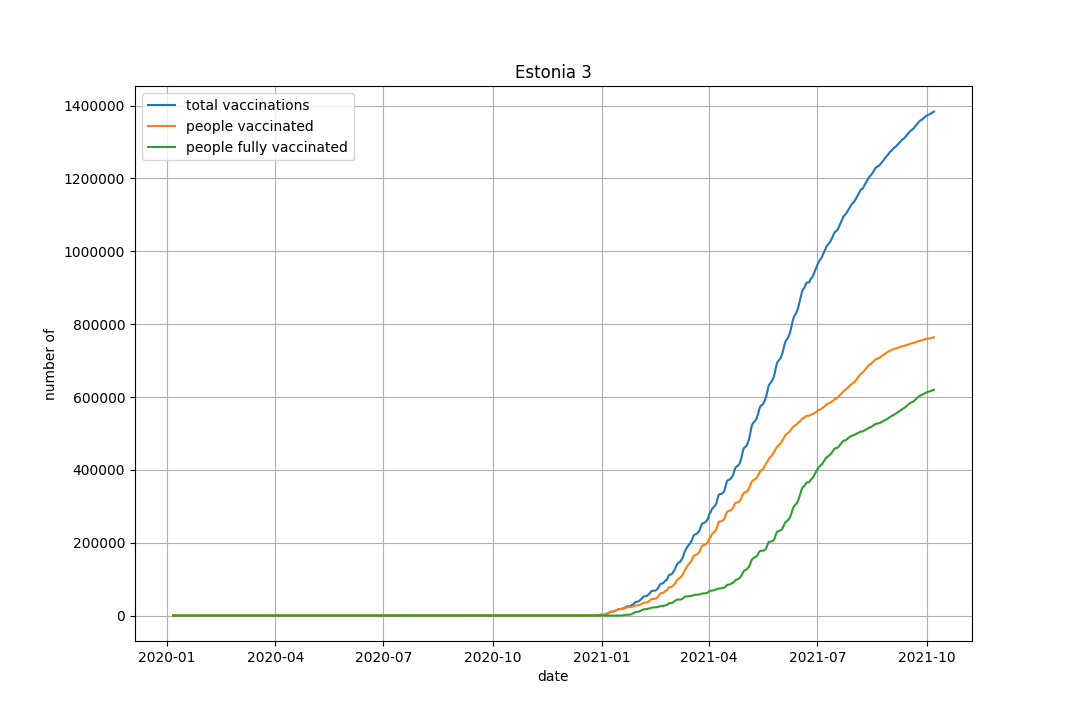 Estonia 3
total vaccinations
people vaccinated
people fully vaccinated
1400000
1200000
1000000
800000
600000
400000
200000
0
number of
2020-01 2020-04 2020-07 2020-10 2021-01 2021-04 2021-07 2021-10
date